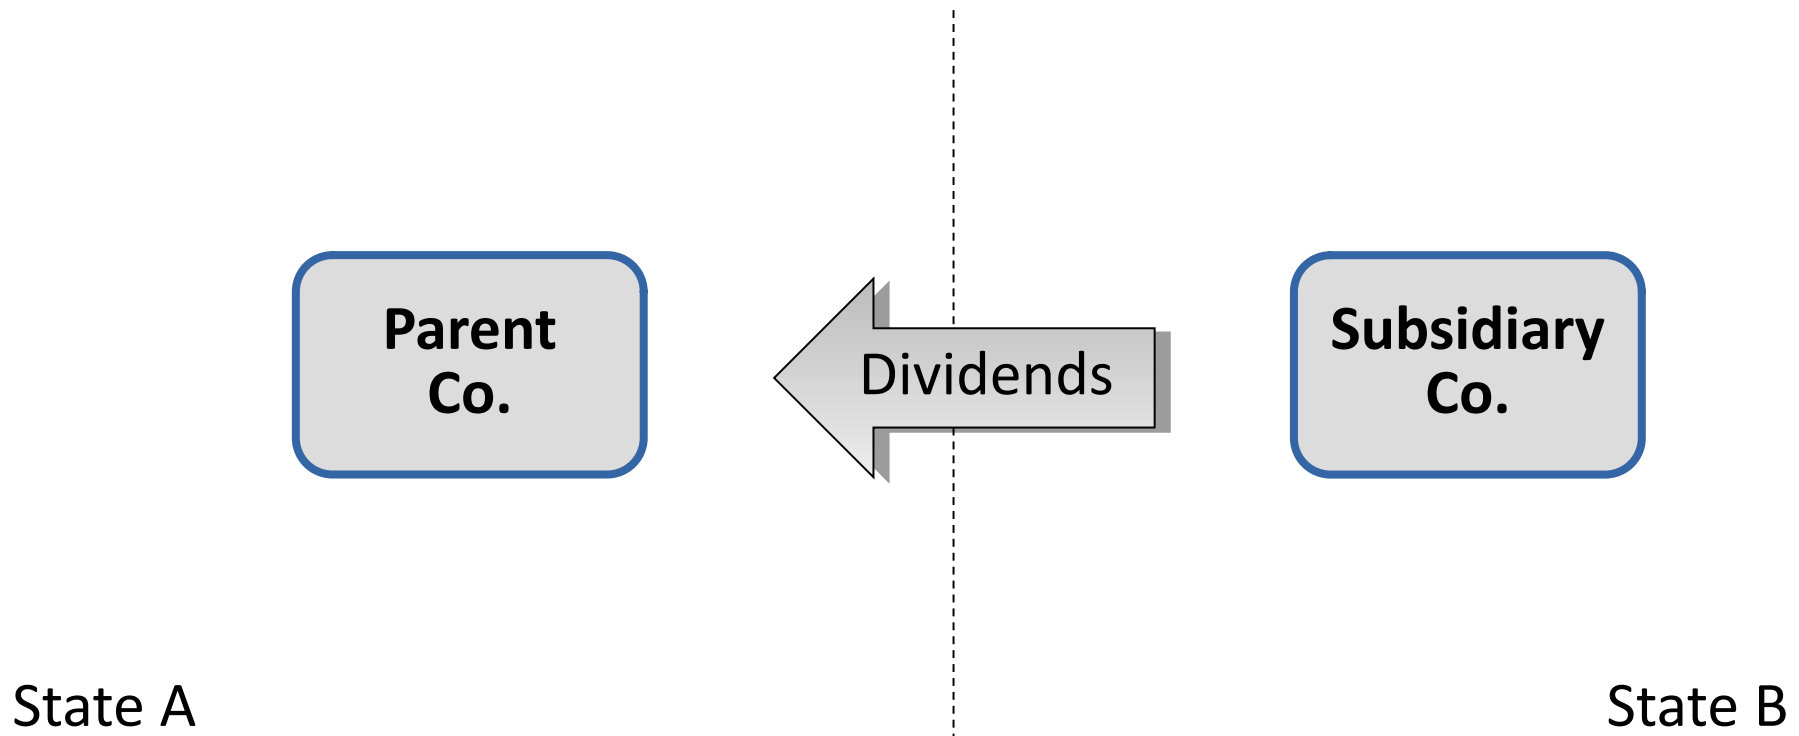 Parent
Co.
Dividends
Subsidiary
Co.
State A
State B